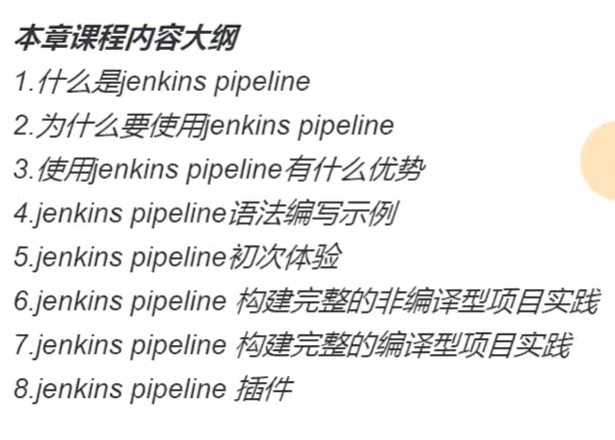 本章课程内容大纲
1.什么是jenkins pipeline
2.为什么要使用jenkins pipeline
3.使用jenkins pipeline有什么优势
4.jenkins pipeline语法编写示例
5.jenkins pipeline初次体验
6.jenkins pipeline 构建完整的非编译型项目实践
7.jenkins pipeline 构建完整的编译型项目实践
8.jenkins pipeline 插件